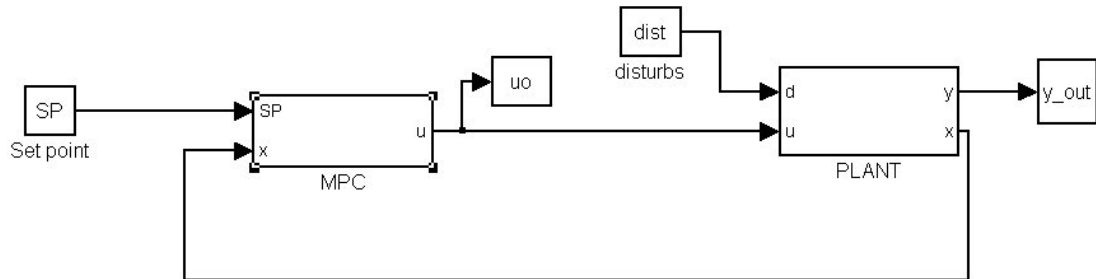 dist
disturbs
uo
SP
Set point
SP
x
u
MPC
d
u
y
x
PLANT
y_out